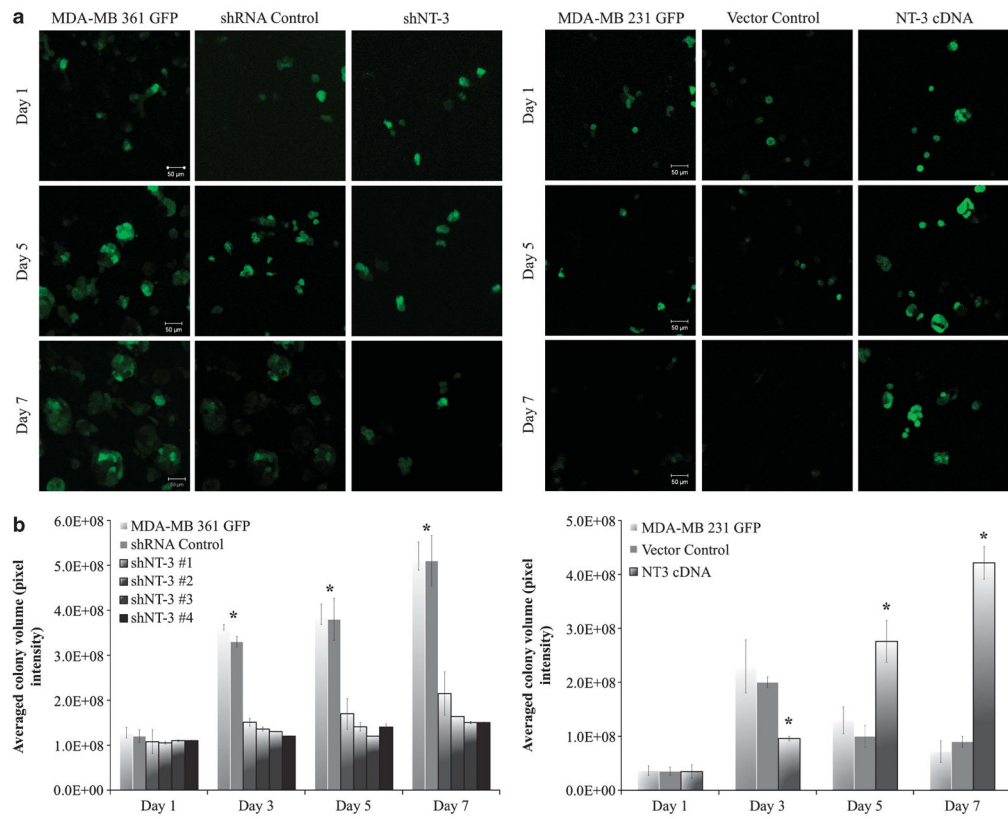 a
MDA-MB 361 GFP
shRNA Control
shNT-3
MDA-MB 231 GFP
Vector Control
NT-3 cDNA
Day 1
50 µm
Day 1
50 µm
Day 5
50 µm
Day 5
50 µm
Day 7
50 µm
Day 7
50 µm
b
Averaged colony volume (pixel
intensity)
6.0E+08
5.0E+08
4.0E+08
3.0E+08
2.0E+08
1.0E+08
0.0E+00
MDA-MB 361 GFP
shRNA Control
shNT-3 #1
shNT-3 #2
shNT-3 #3
shNT-3 #4
*
*
*
Day 1
Day 3
Day 5
Day 7
Averaged colony volume (pixel
intensity)
5.0E+08
4.0E+08
3.0E+08
2.0E+08
1.0E+08
0.0E+00
MDA-MB 231 GFP
Vector Control
NT3 cDNA
*
*
*
Day 1
Day 3
Day 5
Day 7